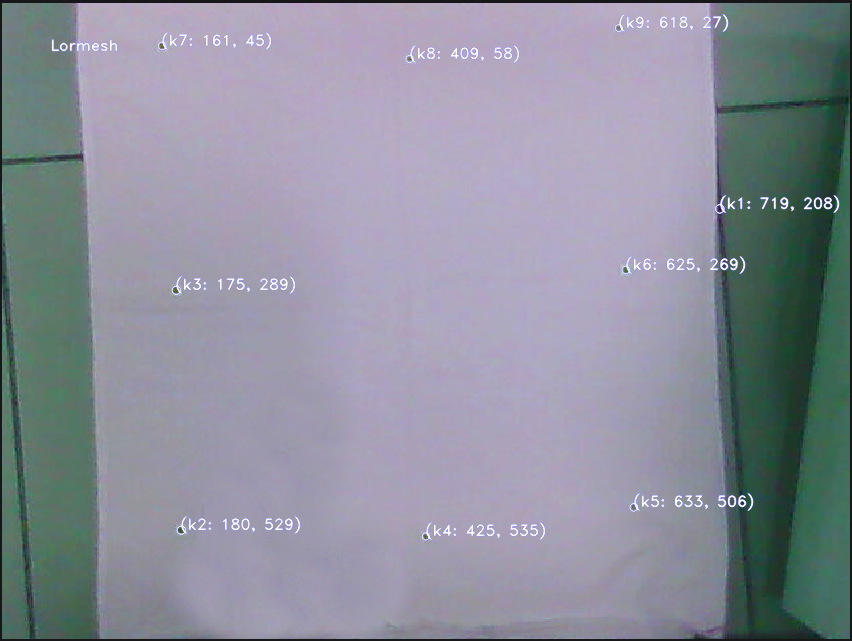 (k9: 618, 27)
Lormesh
(k7: 161, 45)
(k8: 409, 58)
(k1: 719, 208)
(k6: 625, 269)
(k3: 175, 289)
(k5: 633, 506)
(k2: 180, 529)
(k4: 425, 535)